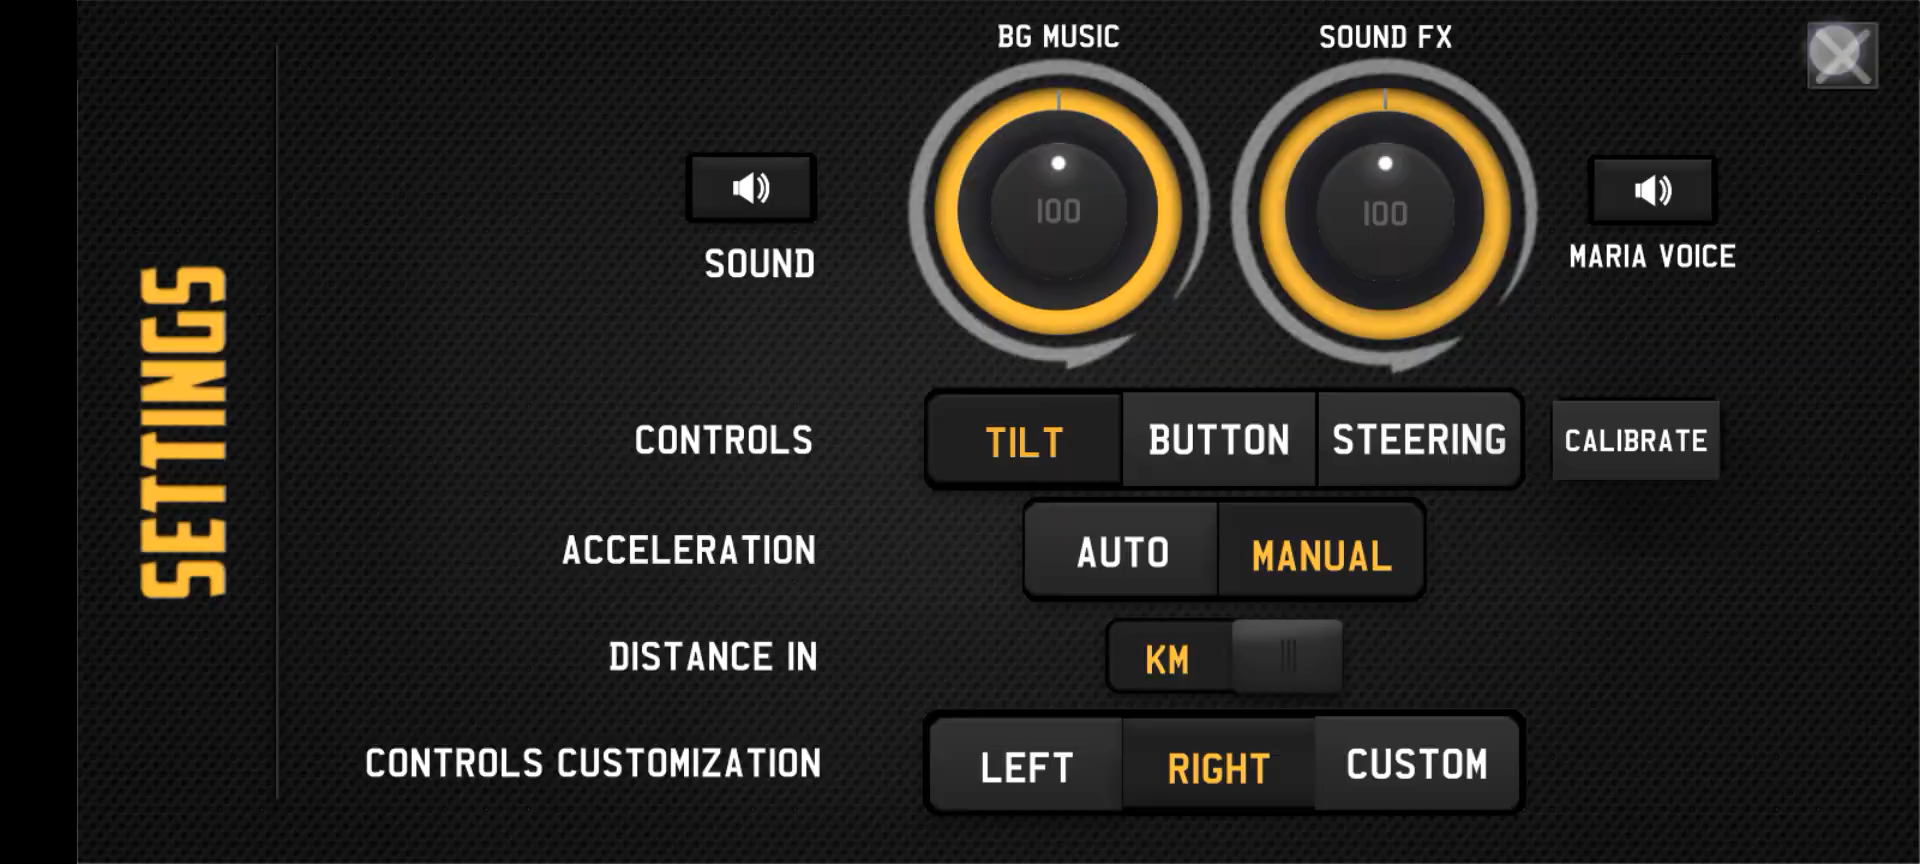 SETTINGS
BG MUSIC
SOUND FX
100
100
SOUND
MARIA VOICE
CONTROLS
TILT
BUTTON
STEERING
CALIBRATE
ACCELERATION
AUTO
MANUAL
DISTANCE IN
KM
CONTROLS CUSTOMIZATION
LEFT
RIGHT
CUSTOM